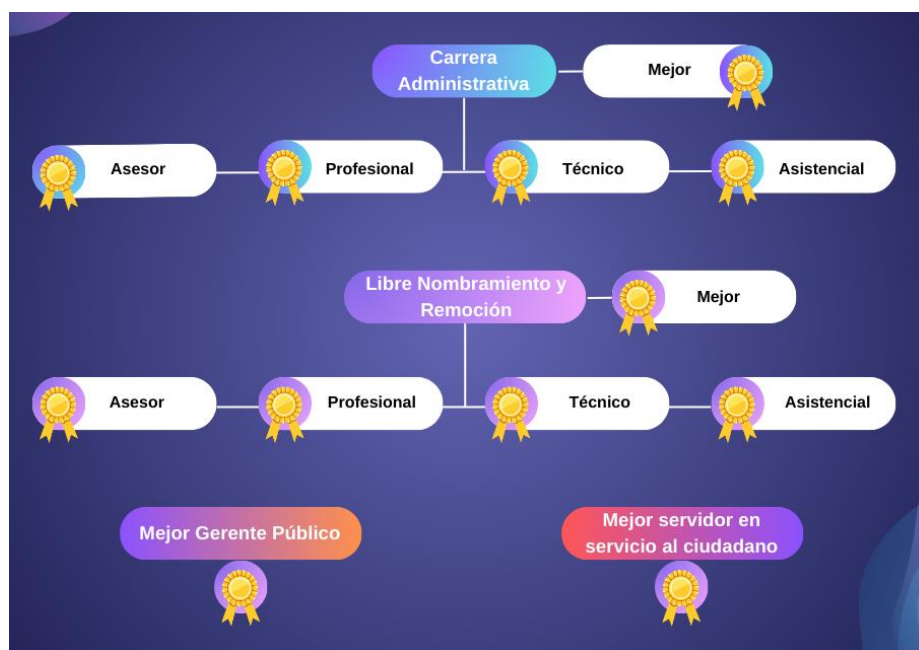 Carrera
Administrativa
Mejor
Asesor
Profesional
Técnico
Asistencial
Libre Nombramiento y
Remoción
Mejor
Asesor
Profesional
Técnico
Asistencial
Mejor Gerente Público
Mejor servidor en
servicio al ciudadano